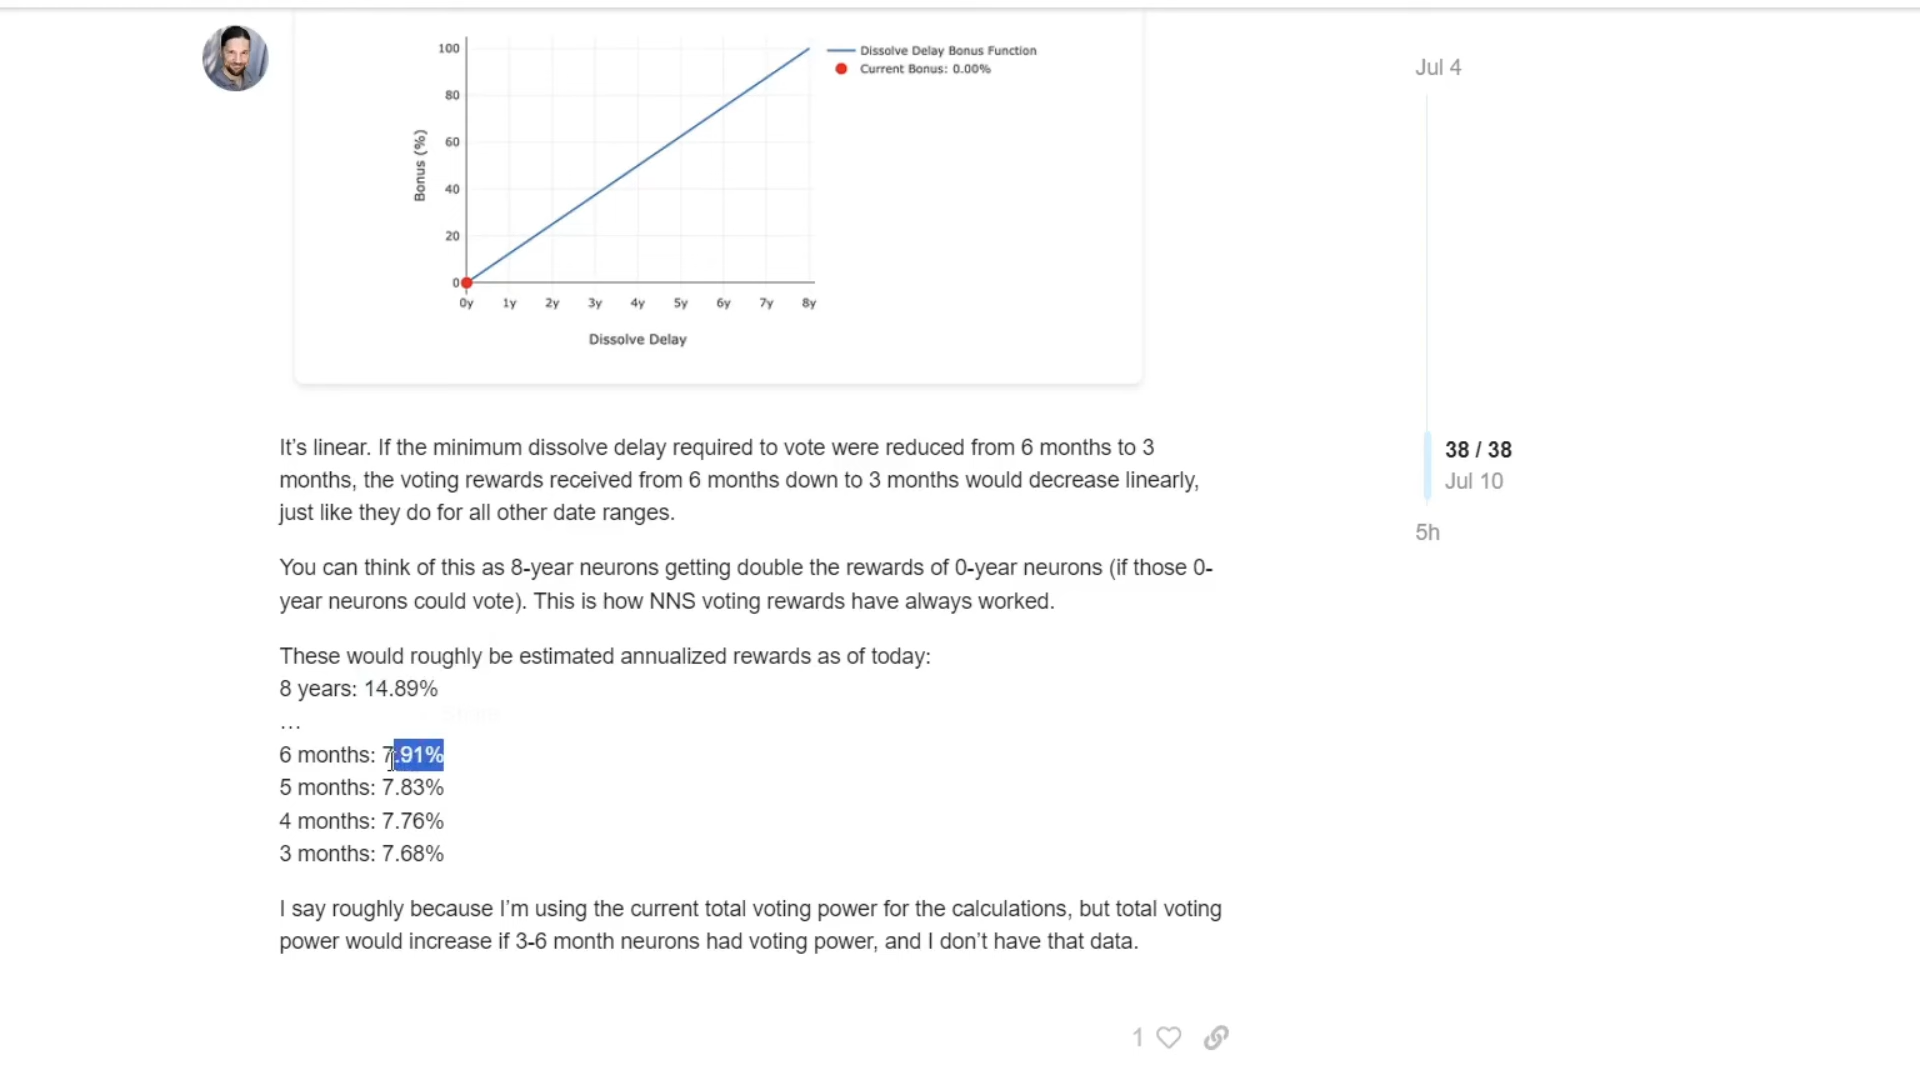 Dissolve Delay Bonus Function
Current Bonus: 0.00%
100
80
60
40
20
0
Bonus (%)
0y 1y 2y 3y 4y 5y 6y 7y 8y
Dissolve Delay
Jul 4
38 / 38
Jul 10
5h
It’s linear. If the minimum dissolve delay required to vote were reduced from 6 months to 3
months, the voting rewards received from 6 months down to 3 months would decrease linearly,
just like they do for all other date ranges.
You can think of this as 8-year neurons getting double the rewards of 0-year neurons (if those 0-
year neurons could vote). This is how NNS voting rewards have always worked.
These would roughly be estimated annualized rewards as of today:
8 years: 14.89%
…
6 months: 7.91%
5 months: 7.83%
4 months: 7.76%
3 months: 7.68%
I say roughly because I’m using the current total voting power for the calculations, but total voting
power would increase if 3-6 month neurons had voting power, and I don’t have that data.
1